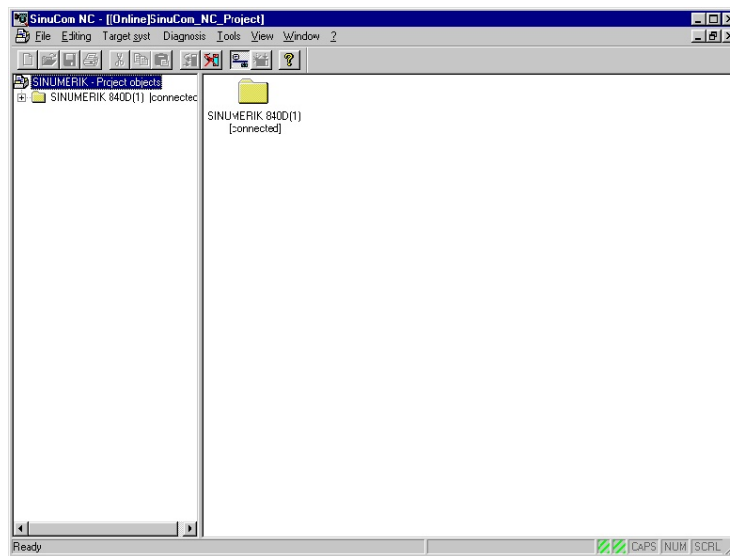 SinuCom NC - [[Online]SinuCom_NC_Project]
File Editing Target syst Diagnosis Tools View Window ?
SINUMERIK - Project objects
SINUMERIK 840D(1) [connected
SINUMERIK 840D(1)
[connected]
Ready
CAPS NUM SCRL